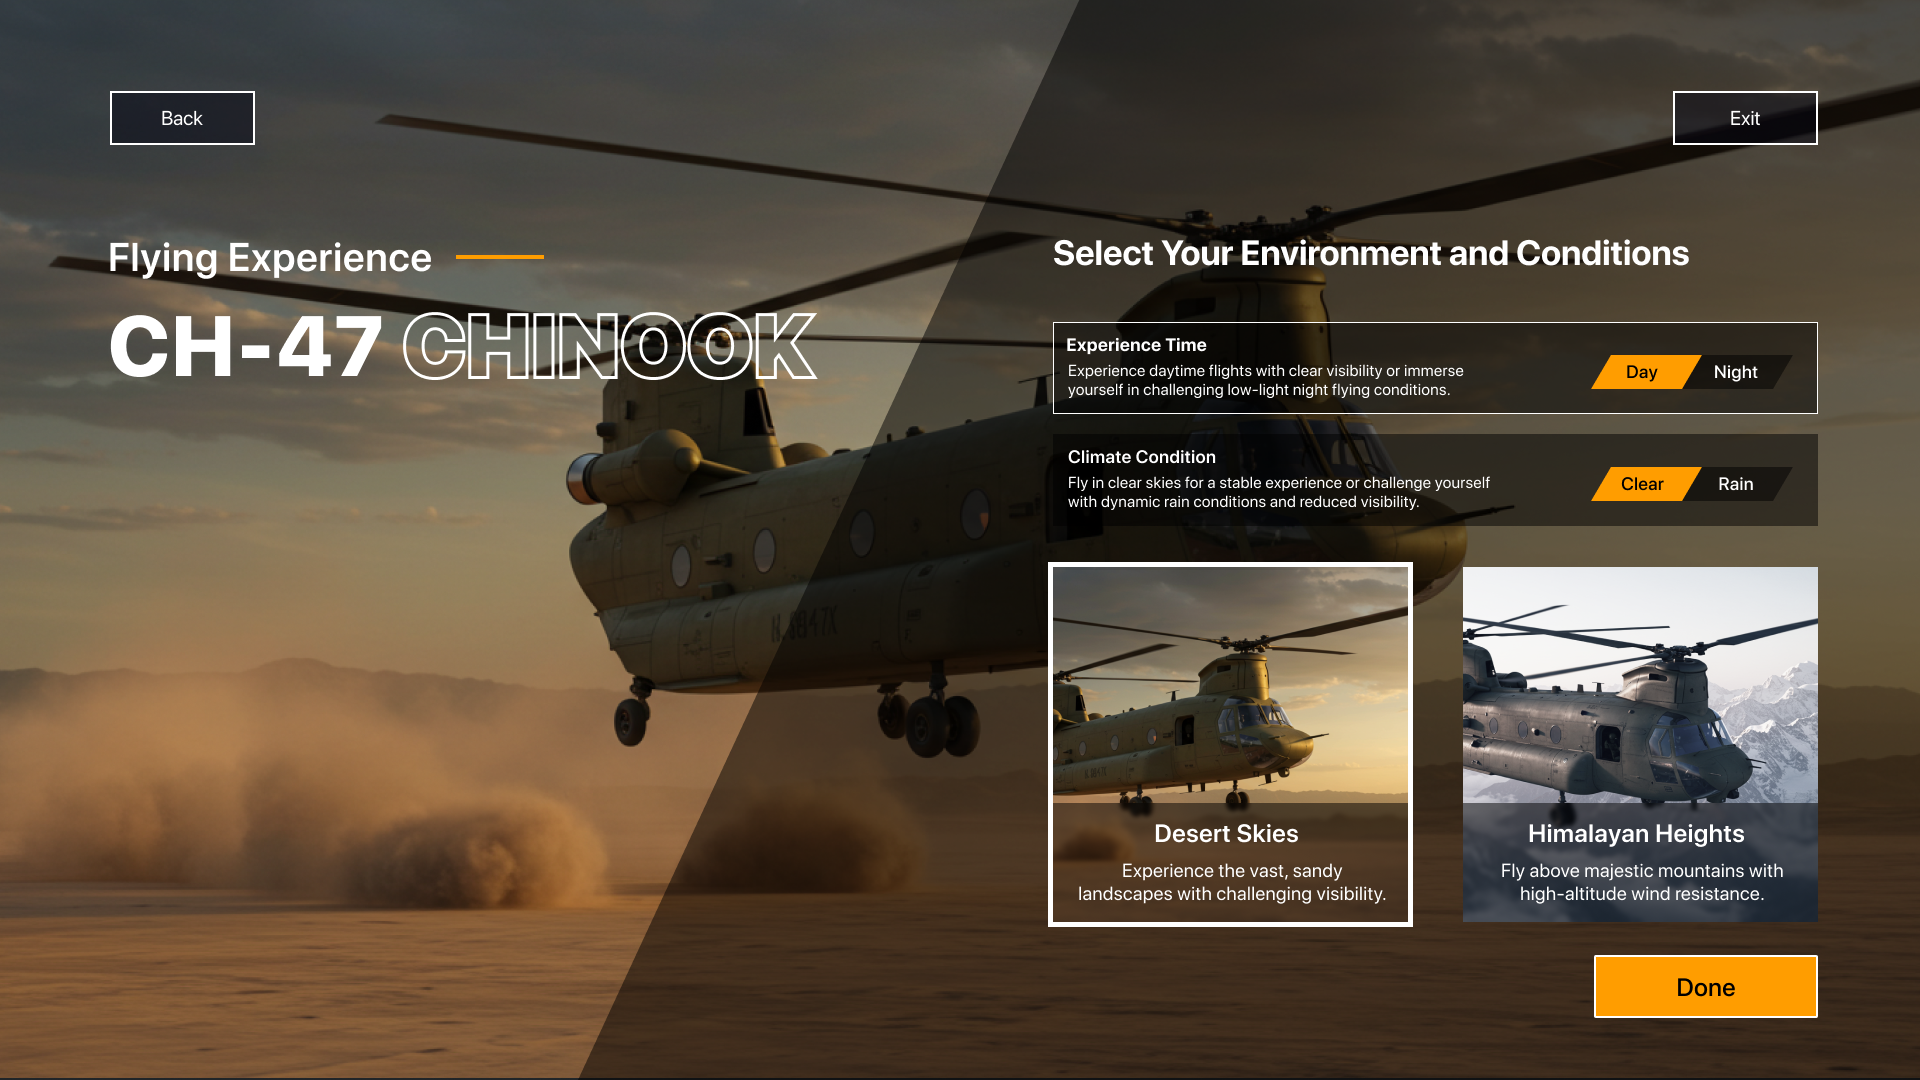 Back
Exit
Flying Experience
CH-47 CHINOOK
Select Your Environment and Conditions
Experience Time
Experience daytime flights with clear visibility or immerse
yourself in challenging low-light night flying conditions.
Day
Night
Climate Condition
Fly in clear skies for a stable experience or challenge yourself
with dynamic rain conditions and reduced visibility.
Clear
Rain
Desert Skies
Experience the vast, sandy
landscapes with challenging visibility.
Himalayan Heights
Fly above majestic mountains with
high-altitude wind resistance.
Done